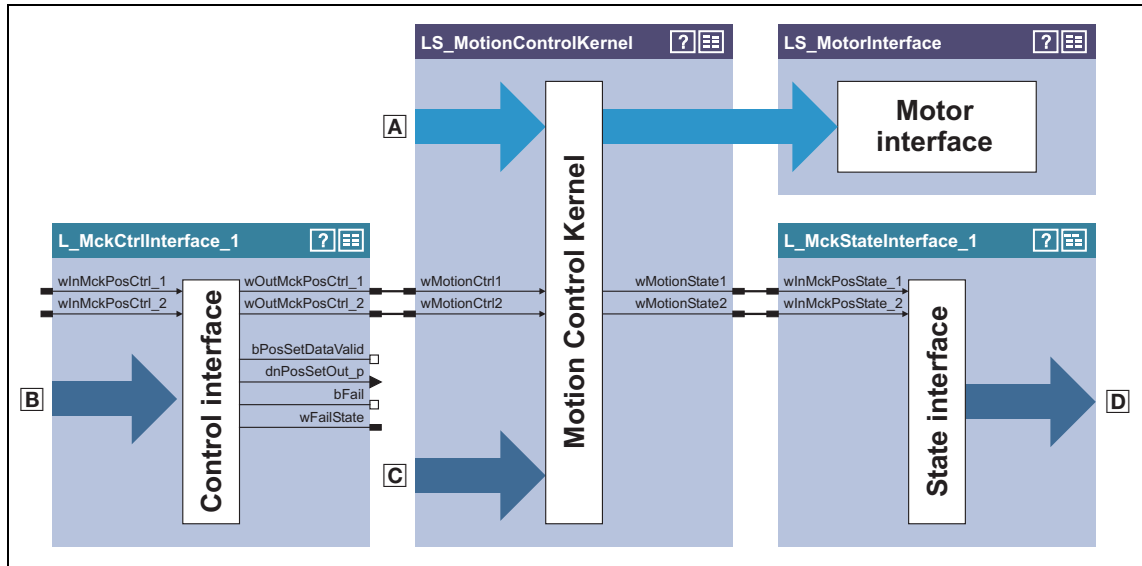 LS_MotionControlKernel
?
LS_MotorInterface
?
A
Motor
interface
Motion Control Kernel
L_MckCtrlInterface_1
?
wInMckPosCtrl_1
wInMckPosCtrl_2
Control interface
wOutMckPosCtrl_1
wOutMckPosCtrl_2
bPosSetDataValid
dnPosSetOut_p
bFail
wFailState
B
wMotionCtrl1
wMotionCtrl2
C
wMotionState1
wMotionState2
L_MckStateInterface_1
?
wInMckPosState_1
wInMckPosState_2
State interface
D